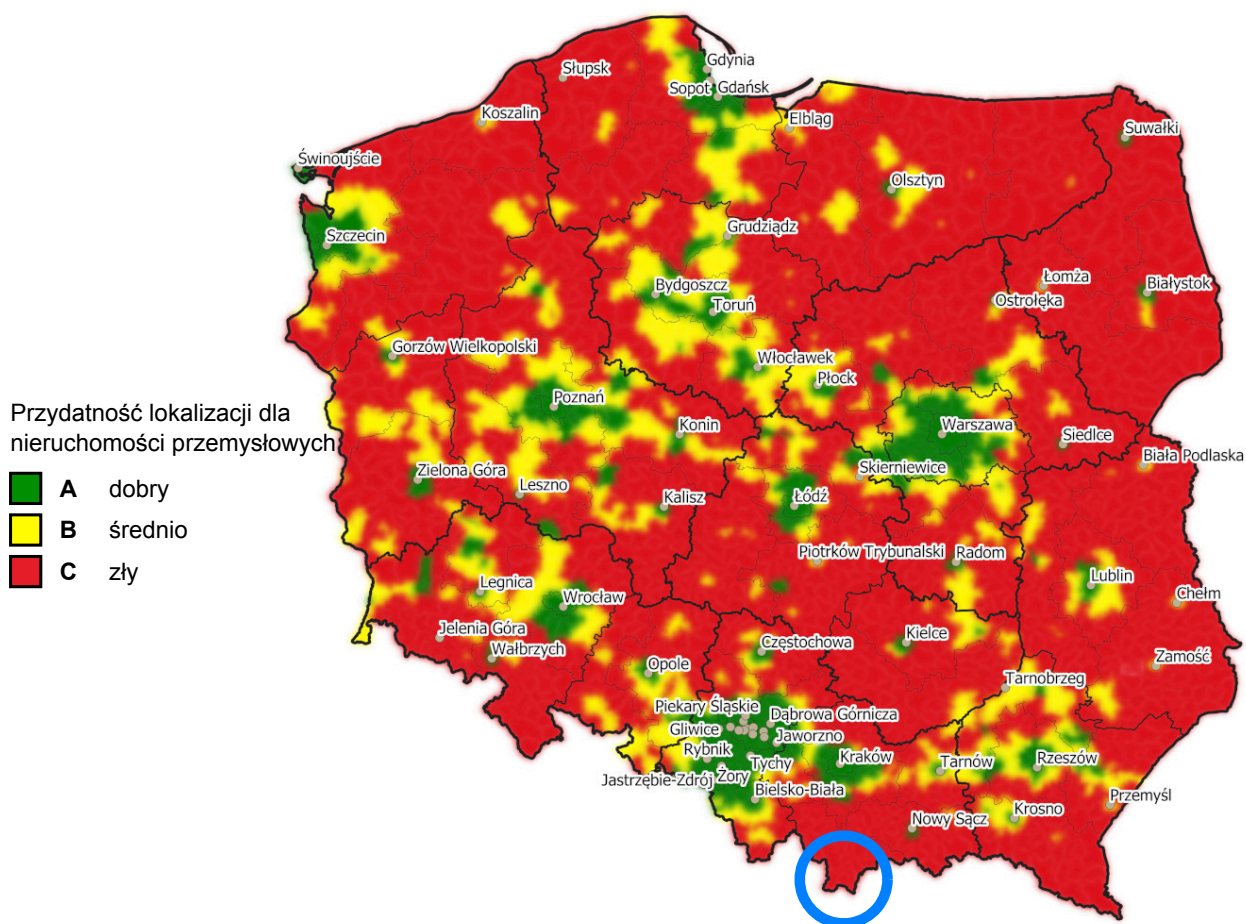 Gdynia
Słupsk
Sopot
Gdańsk
Koszalin
Elbląg
Suwałki
Świnoujście
Olsztyn
Szczecin
Grudziądz
Łomża
Białystok
Bydgoszcz
Ostrołęka
Toruń
Gorzów Wielkopolski
Włocławek
Płock
Poznań
Przydatność lokalizacji dla
nieruchomości przemysłowych
Konin
Warszawa
Siedlce
Biała Podlaska
Skierniewice
Zielona Góra
Leszno
A dobry
Kalisz
Łódź
B średnio
Piotrków Trybunalski
Radom
C zły
Legnica
Lublin
Wrocław
Chełm
Jelenia Góra
Kielce
Wałbrzych
Częstochowa
Opole
Zamość
Tarnobrzeg
Piekary Śląskie
Dąbrowa Górnicza
Gliwice
Jaworzno
Rybnik
Kraków
Tarnów
Rzeszów
Tychy
Jastrzębie-Zdrój
Żory
Bielsko-Biała
Przemyśl
Krosno
Nowy Sącz